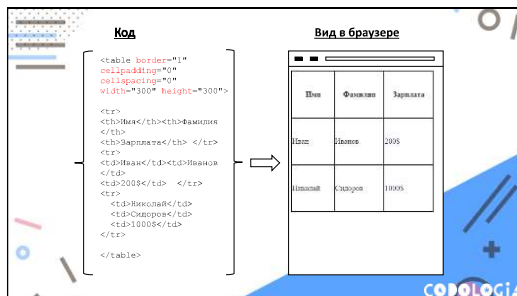 Код
Вид в браузере
<table border="1"
cellpadding="0"
cellspacing="0"
width="300" height="300">
<tr>
<th>Имя</th><th>Фамилия
</th>
<th>Зарплата</th> </tr>
<tr>
<td>Иван</td><td>Иванов
</td>
<td>200$</td> </tr>
<tr>
<td>Николай</td>
<td>Сидоров</td>
<td>1000$</td>
</tr>
</table>
Имя Фамилия Зарплата
Иван Иванов 200$
Николай Сидоров 1000$
CODOLOGiA